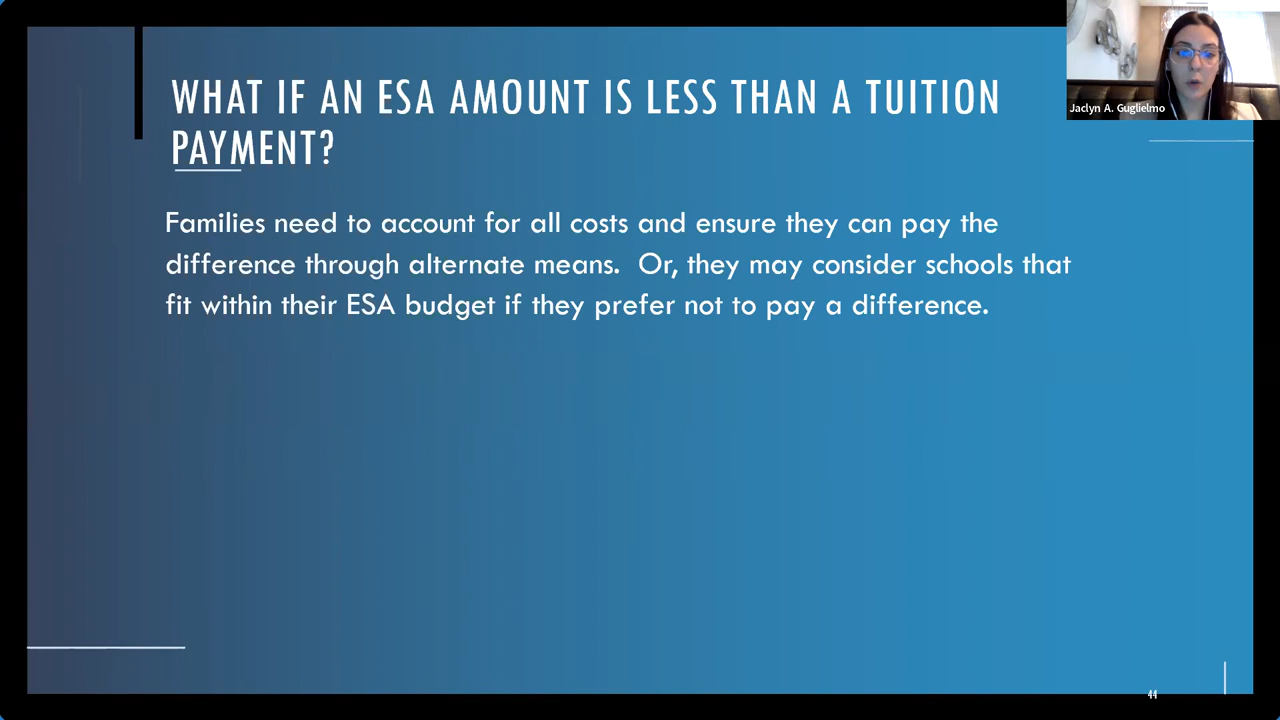 WHAT IF AN ESA AMOUNT IS LESS THAN A TUITION
PAYMENT?
Jaclyn A. Guglielmo
Families need to account for all costs and ensure they can pay the
difference through alternate means.  Or, they may consider schools that
fit within their ESA budget if they prefer not to pay a difference.
44